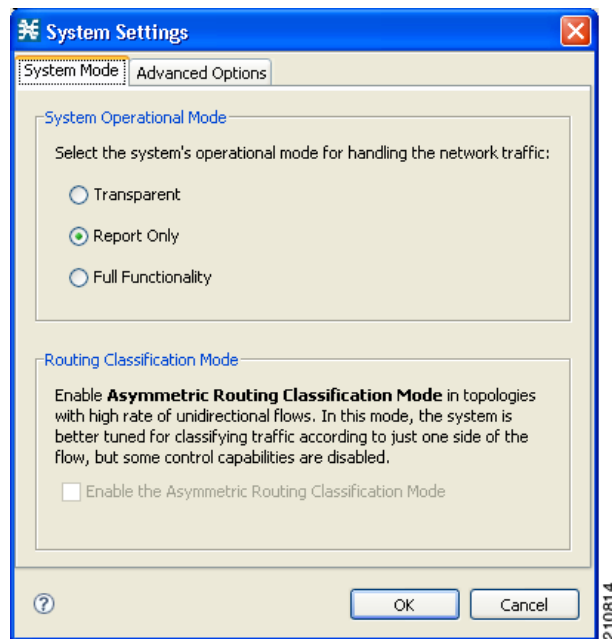 System Settings
System Mode
Advanced Options
System Operational Mode
Select the system's operational mode for handling the network traffic:
Transparent
Report Only
Full Functionality
Routing Classification Mode
Enable Asymmetric Routing Classification Mode in topologies
with high rate of unidirectional flows. In this mode, the system is
better tuned for classifying traffic according to just one side of the
flow, but some control capabilities are disabled.
Enable the Asymmetric Routing Classification Mode
?
OK
Cancel
210814